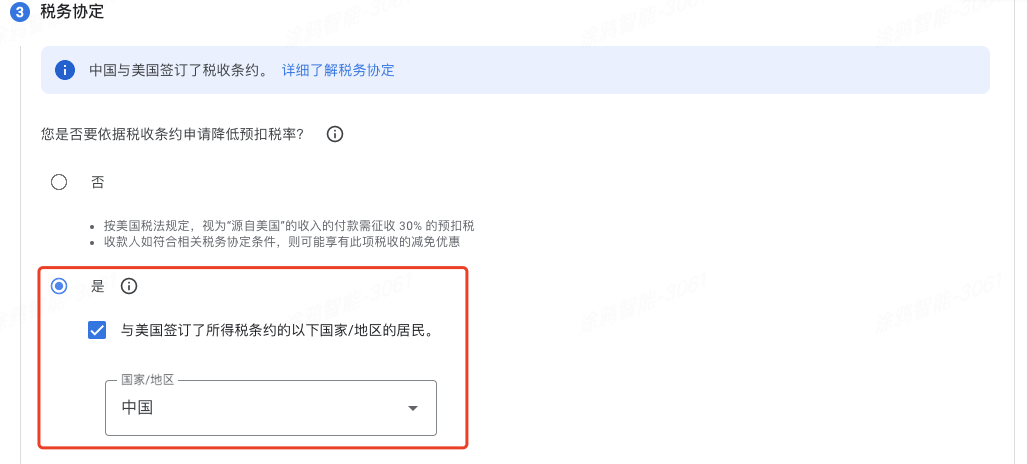 3 税务协定
中国与美国签订了税收条约。 详细了解税务协定
您是否要依据税收条约申请降低预扣税率?
否
• 按美国税法规定，视为“源自美国”的收入的付款需征收 30% 的预扣税
• 收款人如符合相关税务协定条件，则可能享有此项税收的减免优惠
是
与美国签订了所得税条约的以下国家/地区的居民。
国家/地区
中国